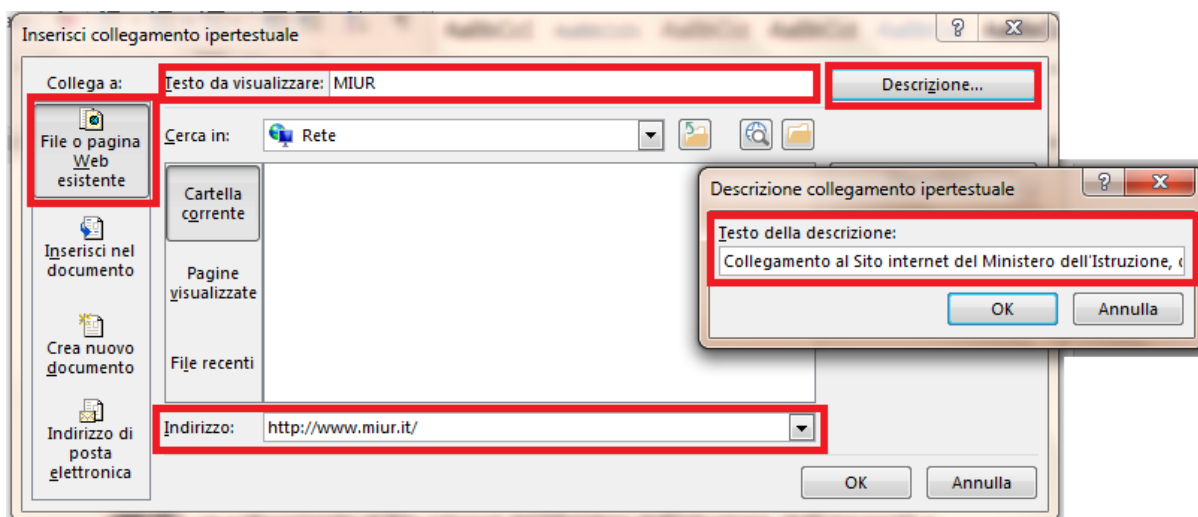 Inserisci collegamento ipertestuale
Collega a:
Testo da visualizzare: MIUR
Descrizione...
File o pagina
Web
esistente
Cerca in: Rete
Cartella
corrente
Pagine
visualizzate
File recenti
Inserisci nel
documento
Crea nuovo
documento
Indirizzo di
posta
elettronica
Indirizzo: http://www.miur.it/
OK Annulla
Descrizione collegamento ipertestuale
Testo della descrizione:
Collegamento al Sito internet del Ministero dell'Istruzione,
OK Annulla